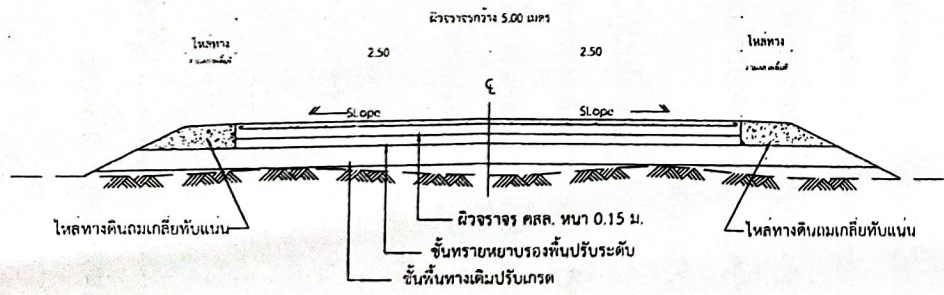 ผิวจราจรกว้าง 5.00 เมตร
ไหล่ทาง
2.50
2.50
ไหล่ทาง
℄
Slope
Slope
ไหล่ทางดินถมเกลี่ยทับแน่น
ผิวจราจร คสล. หนา 0.15 ม.
ไหล่ทางดินถมเกลี่ยทับแน่น
ชั้นทรายหยาบรองพื้นปรับระดับ
ชั้นพื้นทางเดิมปรับเกรด